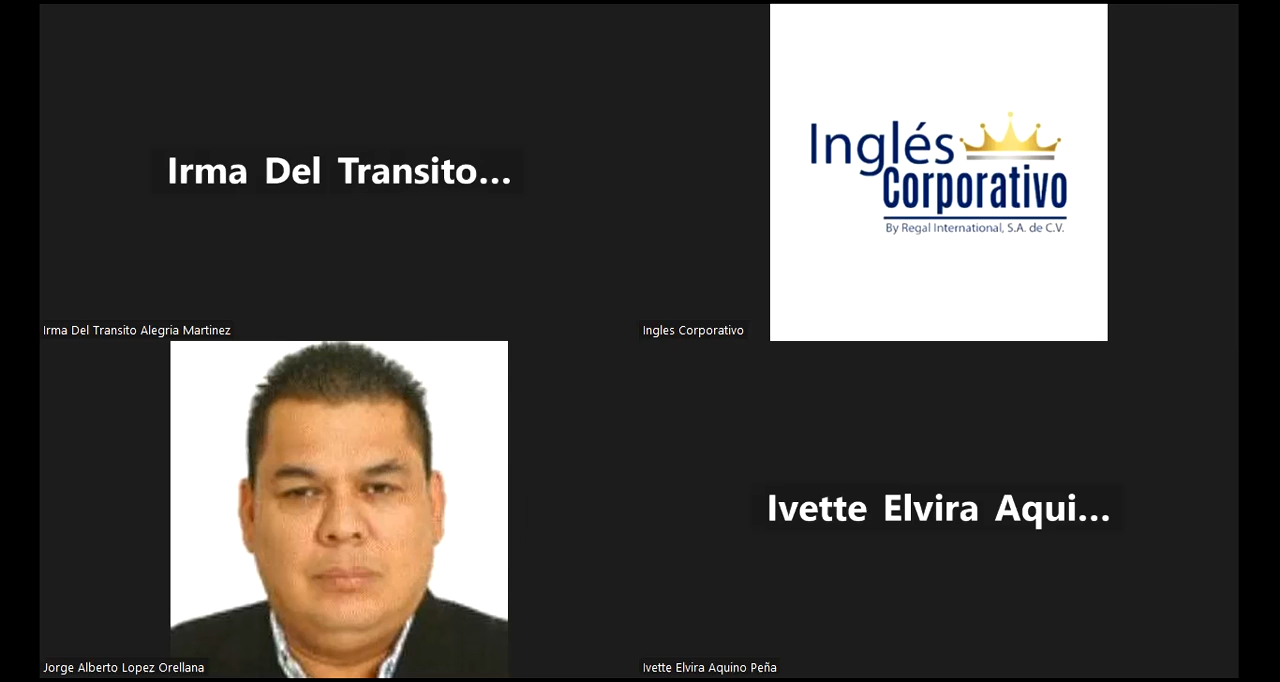 Irma Del Transito...
Irma Del Transito Alegria Martinez
Inglés
Corporativo
By Regal International, S.A. de C.V.
Ingles Corporativo
Jorge Alberto Lopez Orellana
Ivette Elvira Aqui...
Ivette Elvira Aquino Peña